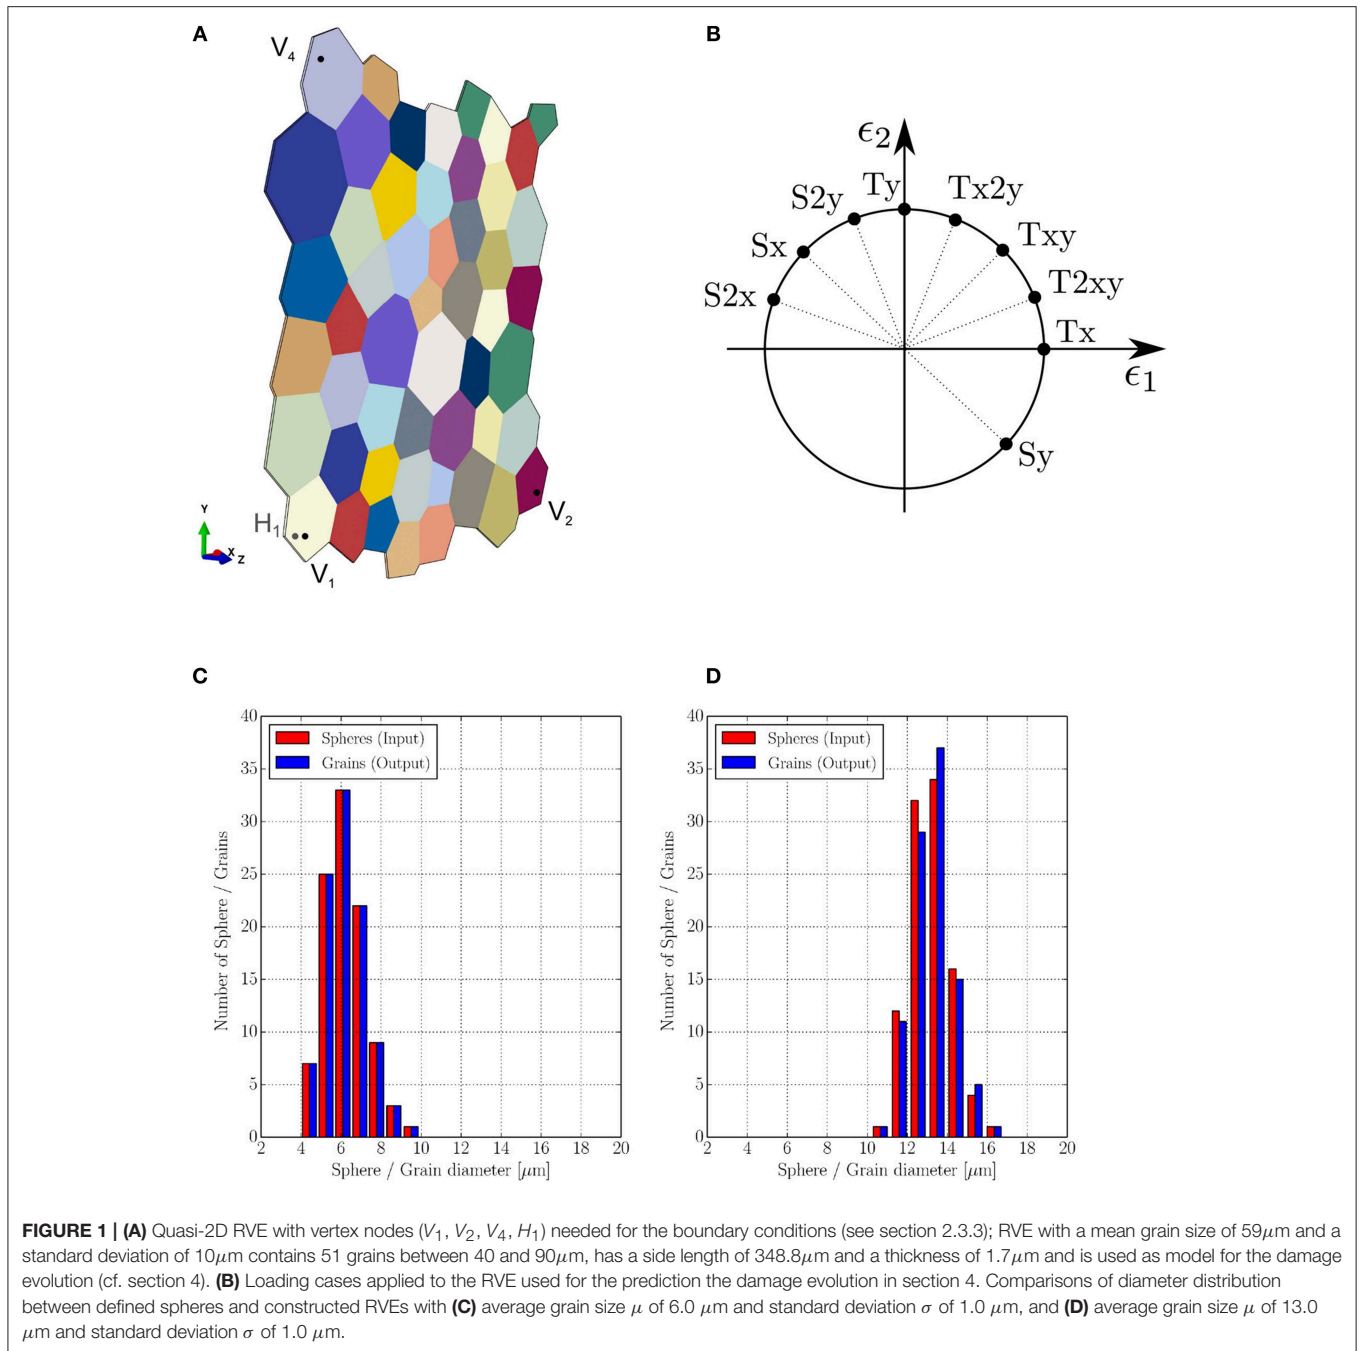 A
V4
H1
V1
V2
Y
X
Z
B
ϵ2
Ty
Tx2y
S2y
Txy
Sx
T2xy
S2x
Tx
ϵ1
Sy
C
40
35
30
25
20
15
10
5
0
Number of Sphere / Grains
Spheres (Input)
Grains (Output)
2 4 6 8 10 12 14 16 18 20
Sphere / Grain diameter [μm]
D
40
35
30
25
20
15
10
5
0
Number of Sphere / Grains
Spheres (Input)
Grains (Output)
2 4 6 8 10 12 14 16 18 20
Sphere / Grain diameter [μm]
FIGURE 1 | (A) Quasi-2D RVE with vertex nodes (V1, V2, V4, H1) needed for the boundary conditions (see section 2.3.3); RVE with a mean grain size of 59μm and a
standard deviation of 10μm contains 51 grains between 40 and 90μm, has a side length of 348.8μm and a thickness of 1.7μm and is used as model for the damage
evolution (cf. section 4). (B) Loading cases applied to the RVE used for the prediction the damage evolution in section 4. Comparisons of diameter distribution
between defined spheres and constructed RVEs with (C) average grain size μ of 6.0 μm and standard deviation σ of 1.0 μm, and (D) average grain size μ of 13.0
μm and standard deviation σ of 1.0 μm.